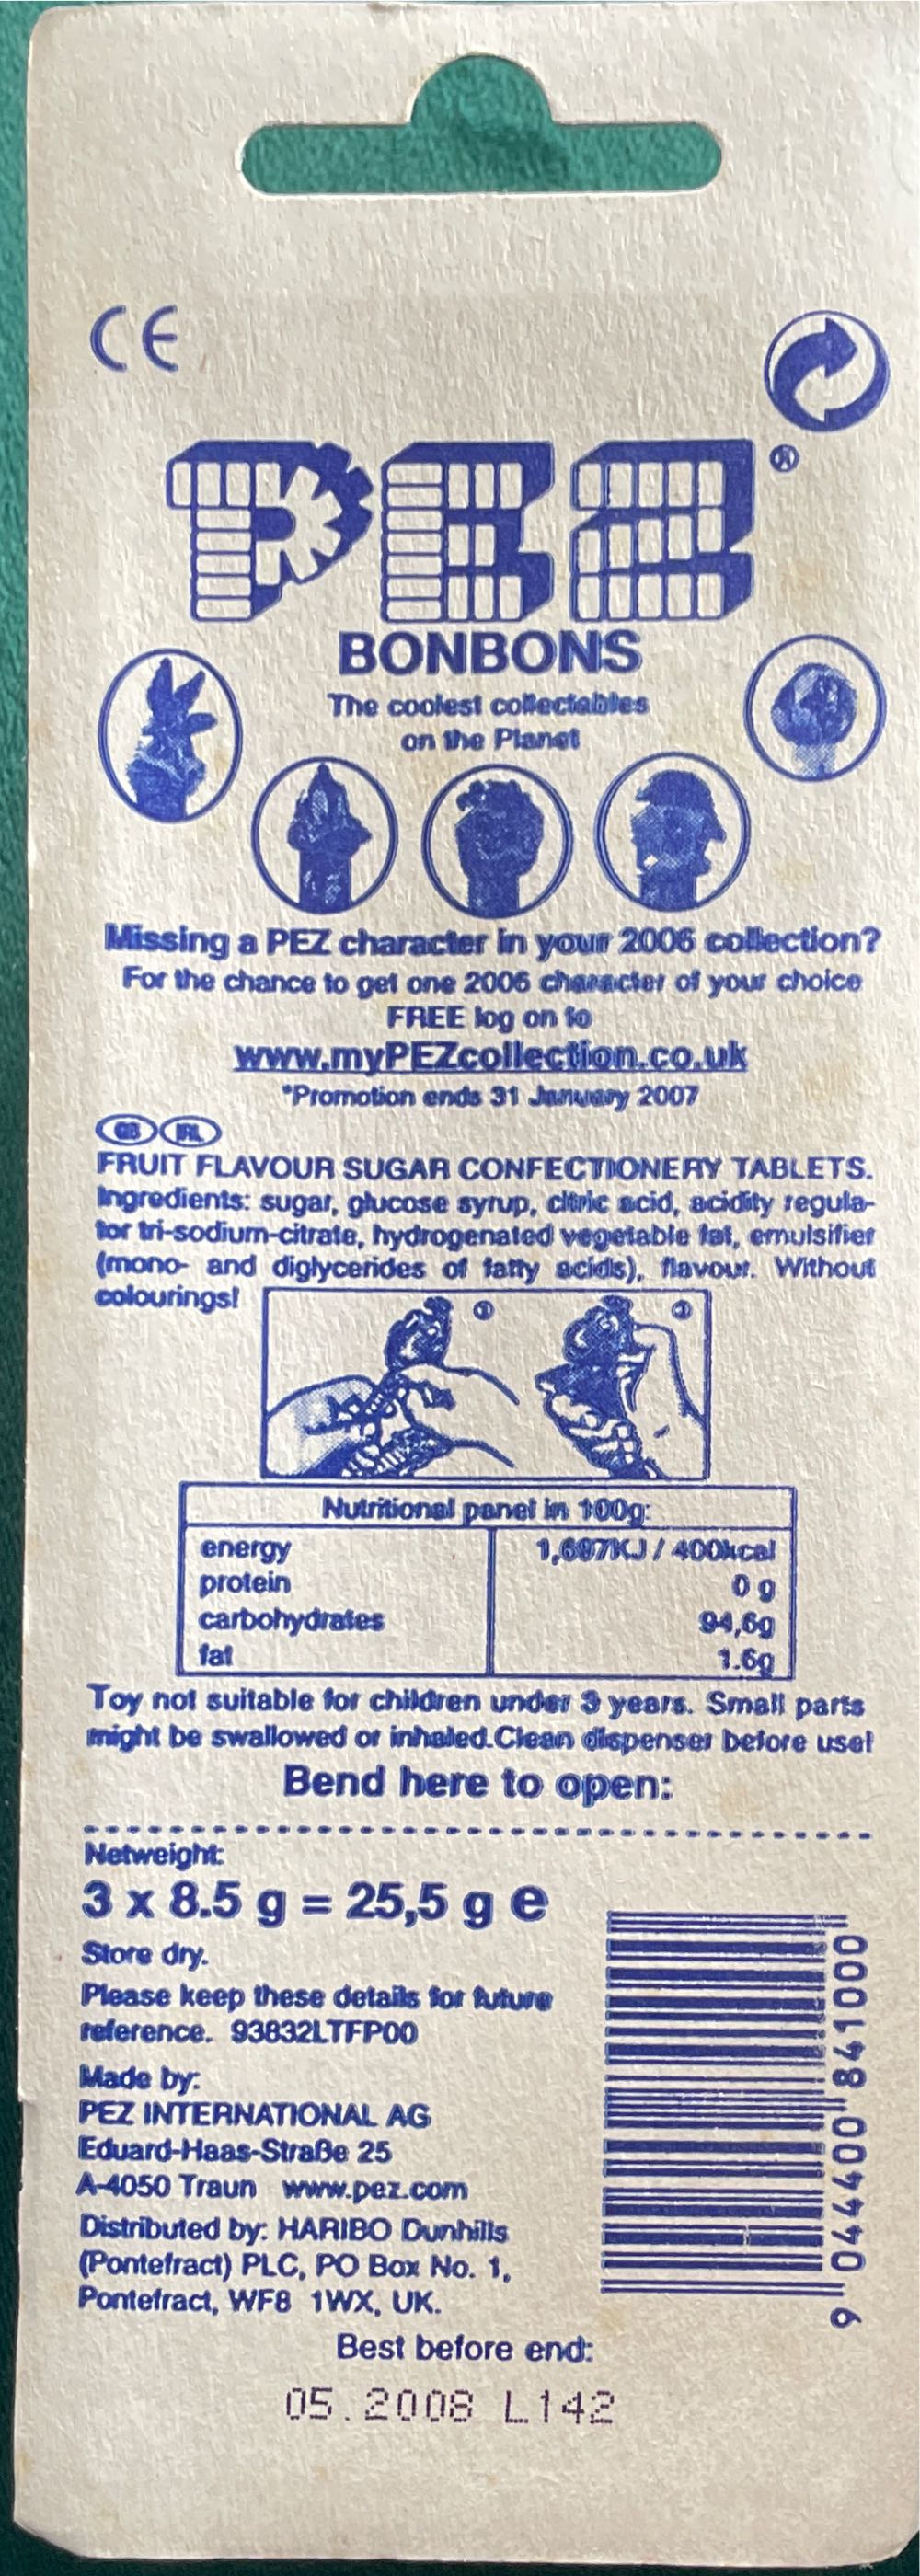 CE
PEZ®
BONBONS
The coolest collectables
on the Planet
Missing a PEZ character in your 2006 collection?
For the chance to get one 2006 character of your choice
FREE log on to
www.myPEZcollection.co.uk
*Promotion ends 31 January 2007
GB IRL
FRUIT FLAVOUR SUGAR CONFECTIONERY TABLETS.
Ingredients: sugar, glucose syrup, citric acid, acidity regula-
tor tri-sodium-citrate, hydrogenated vegetable fat, emulsifier
(mono- and diglycerides of fatty acids), flavour. Without
colourings!
Nutritional panel in 100g:
energy 1,697KJ / 400kcal
protein 0 g
carbohydrates 94,6g
fat 1.6g
Toy not suitable for children under 3 years. Small parts
might be swallowed or inhaled.Clean dispenser before use!
Bend here to open:
Netweight:
3 x 8.5 g = 25,5 g e
Store dry.
Please keep these details for future
reference. 93832LTFP00
Made by:
PEZ INTERNATIONAL AG
Eduard-Haas-Straße 25
A-4050 Traun www.pez.com
Distributed by: HARIBO Dunhills
(Pontefract) PLC, PO Box No. 1,
Pontefract, WF8 1WX, UK.
9 044400 841000
Best before end:
05.2008 L142